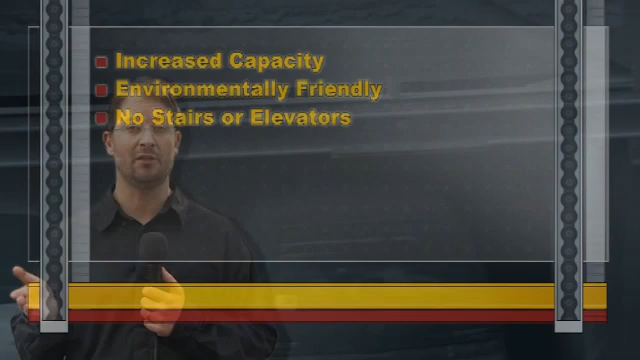 Increased Capacity
Environmentally Friendly
No Stairs or Elevators